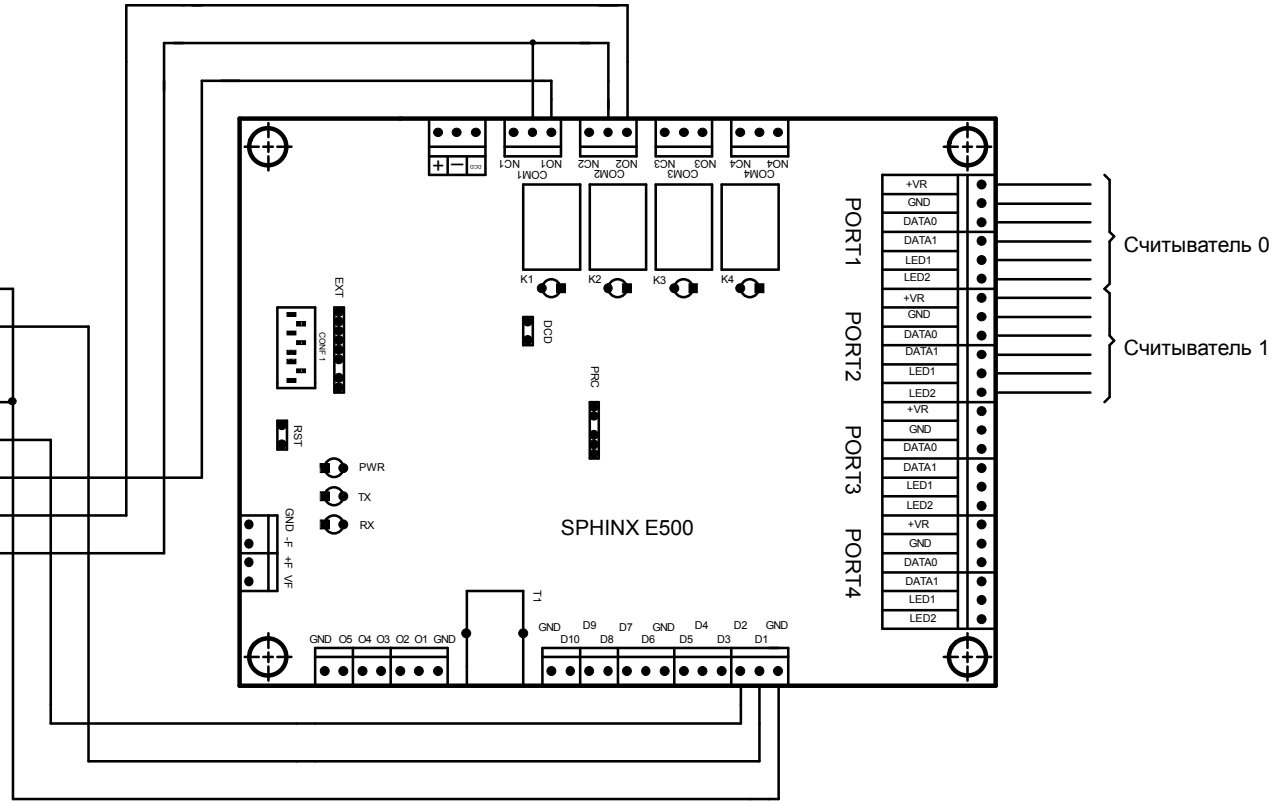 + − DCD
NC1 NO1 NC2 NO2 NC3 NO3 NC4 NO4
COM1 COM2 COM3 COM4
K1 K2 K3 K4
EXT
CONF 1
DCD
PRC
RST
PWR
TX
RX
SPHINX E500
GND -F +F VF
T1
GND O5 O4 O3 O2 O1 GND
GND D9 D7 GND D4 D2 GND
D10 D8 D6 D5 D3 D1
PORT1
+VR
GND
DATA0
DATA1
LED1
LED2
Считыватель 0
PORT2
+VR
GND
DATA0
DATA1
LED1
LED2
Считыватель 1
PORT3
+VR
GND
DATA0
DATA1
LED1
LED2
PORT4
+VR
GND
DATA0
DATA1
LED1
LED2